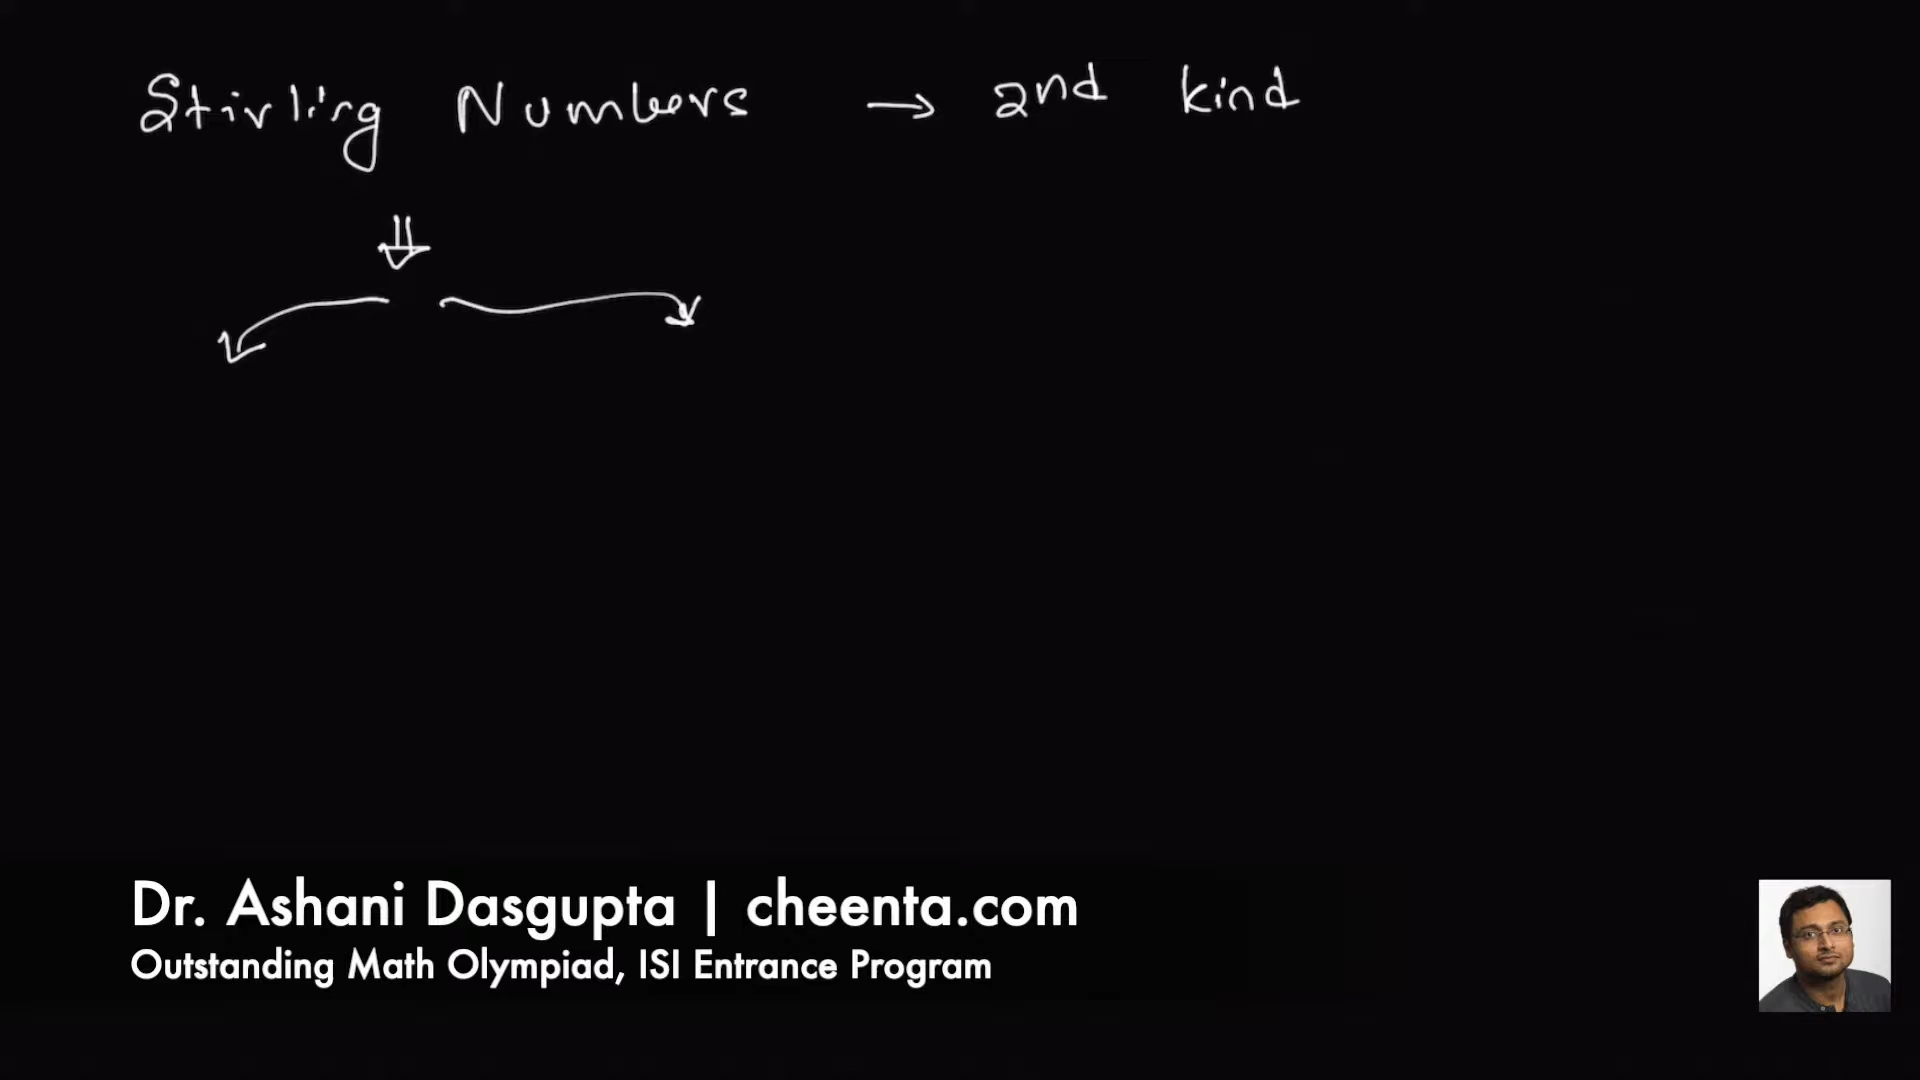 Stirling Numbers → 2nd kind
Dr. Ashani Dasgupta | cheenta.com
Outstanding Math Olympiad, ISI Entrance Program